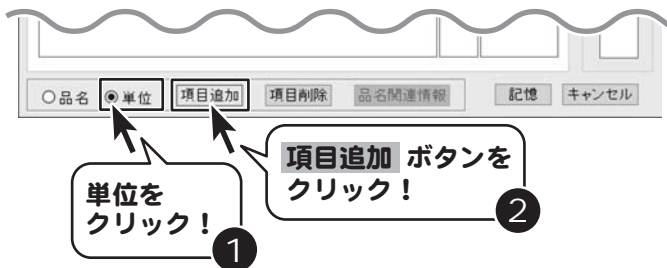 ○品名 ◉単位 項目追加 項目削除 品名関連情報 記憶 キャンセル
単位を
クリック！
1
項目追加 ボタンを
クリック！
2